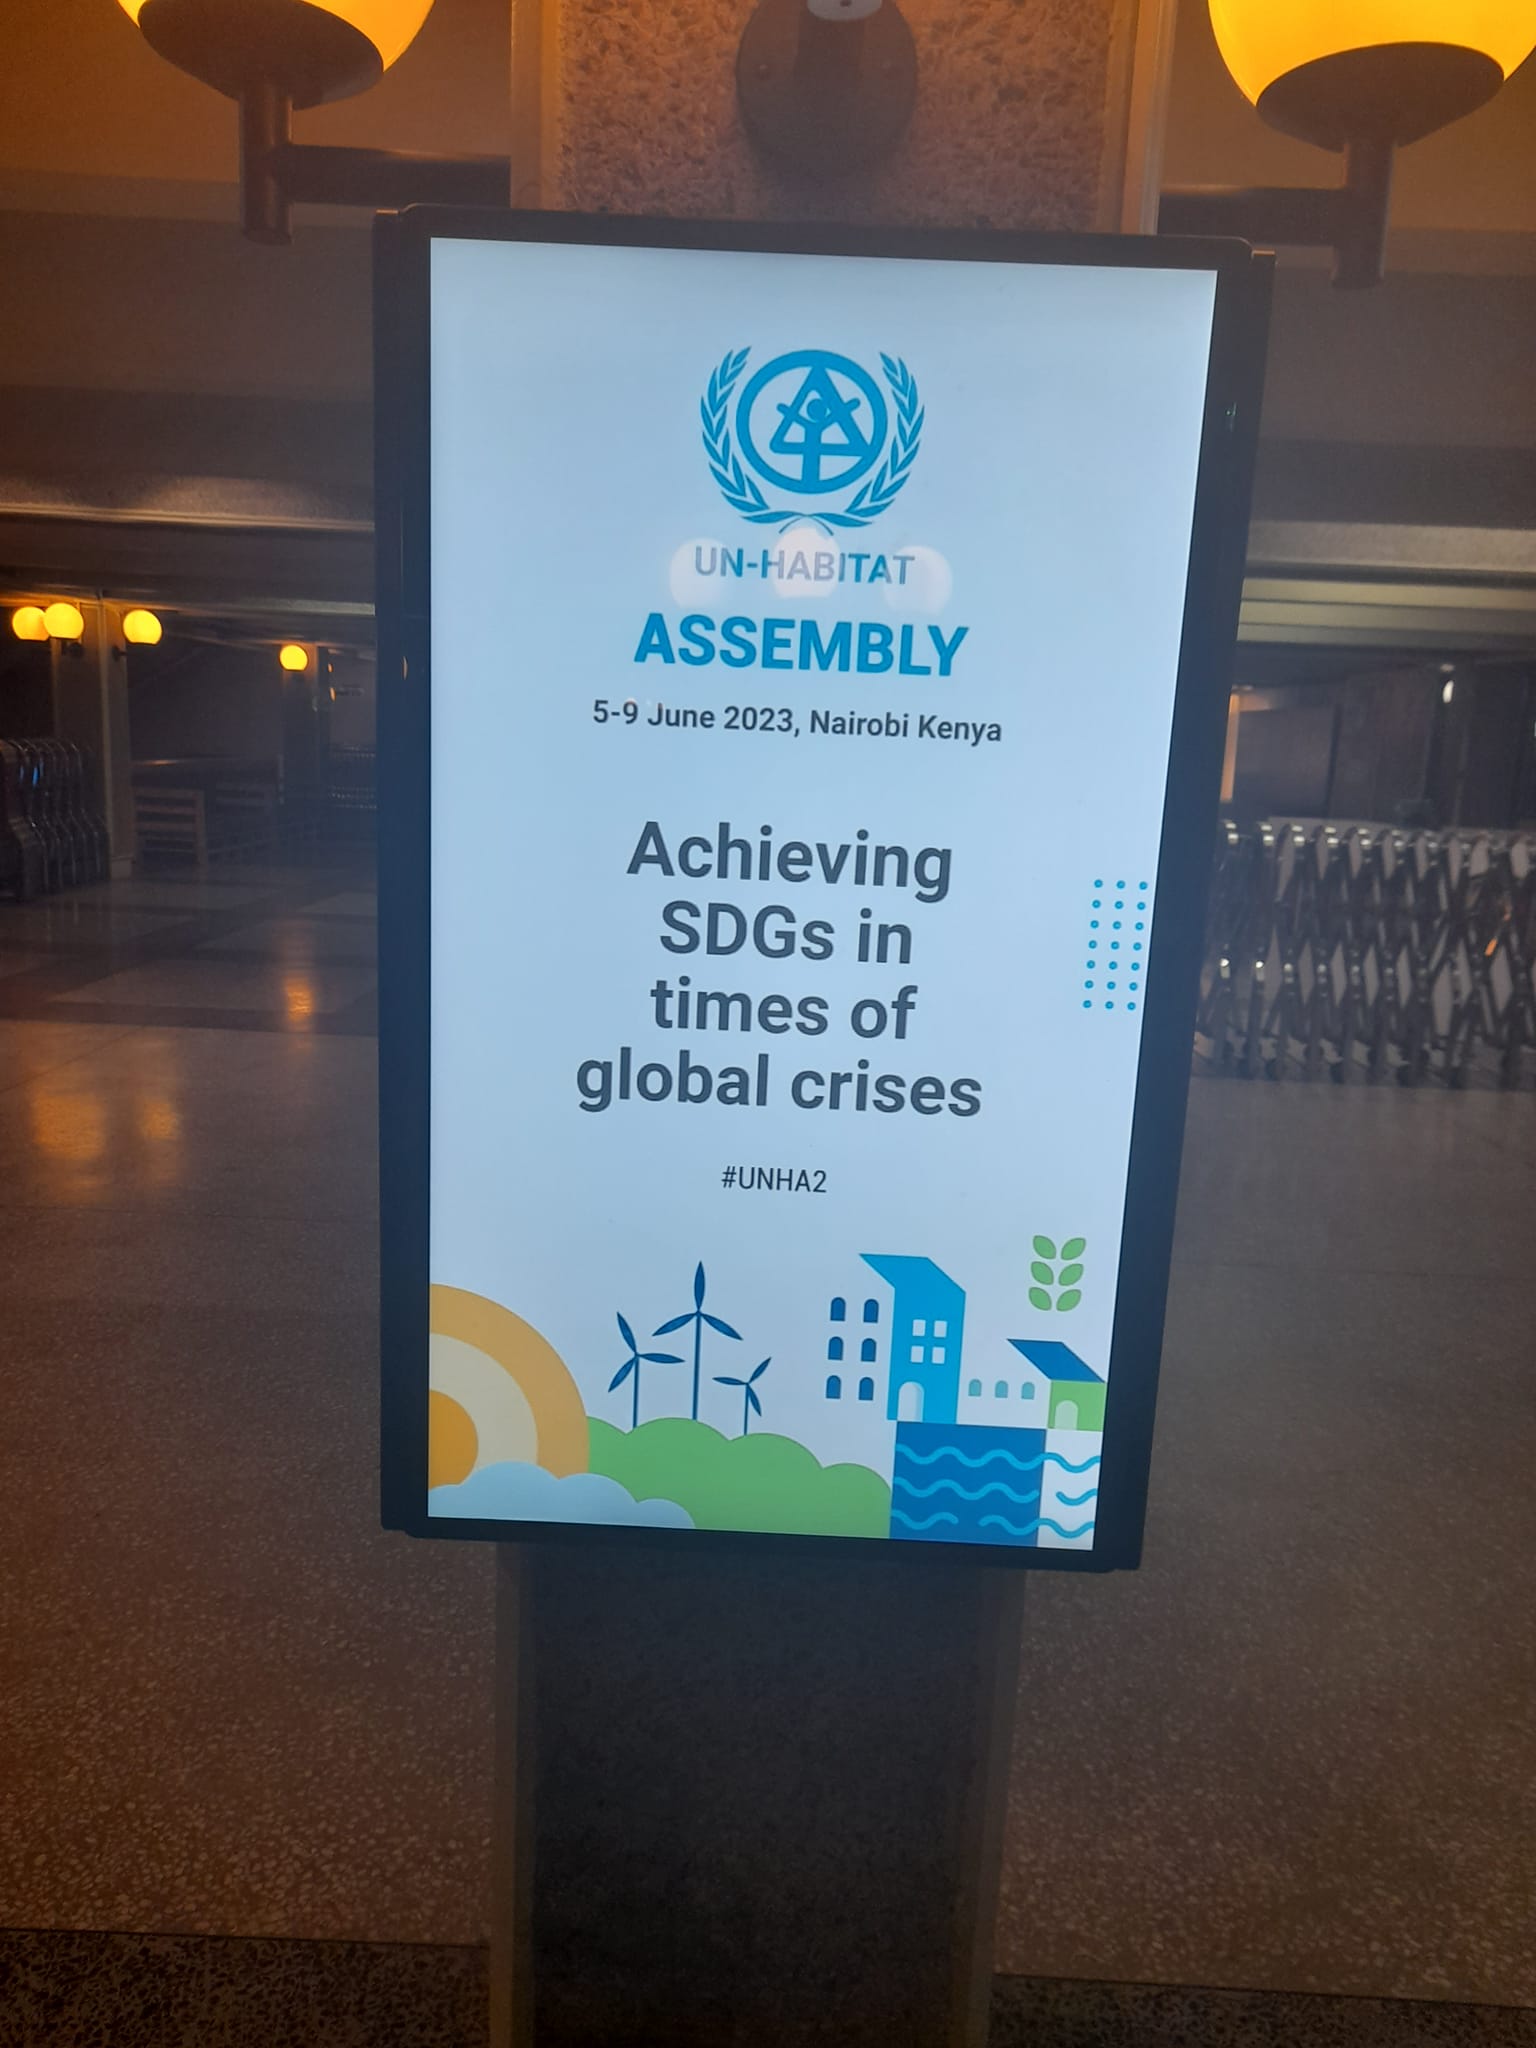 UN-HABITAT
ASSEMBLY
5-9 June 2023, Nairobi Kenya
Achieving
SDGs in
times of
global crises
#UNHA2